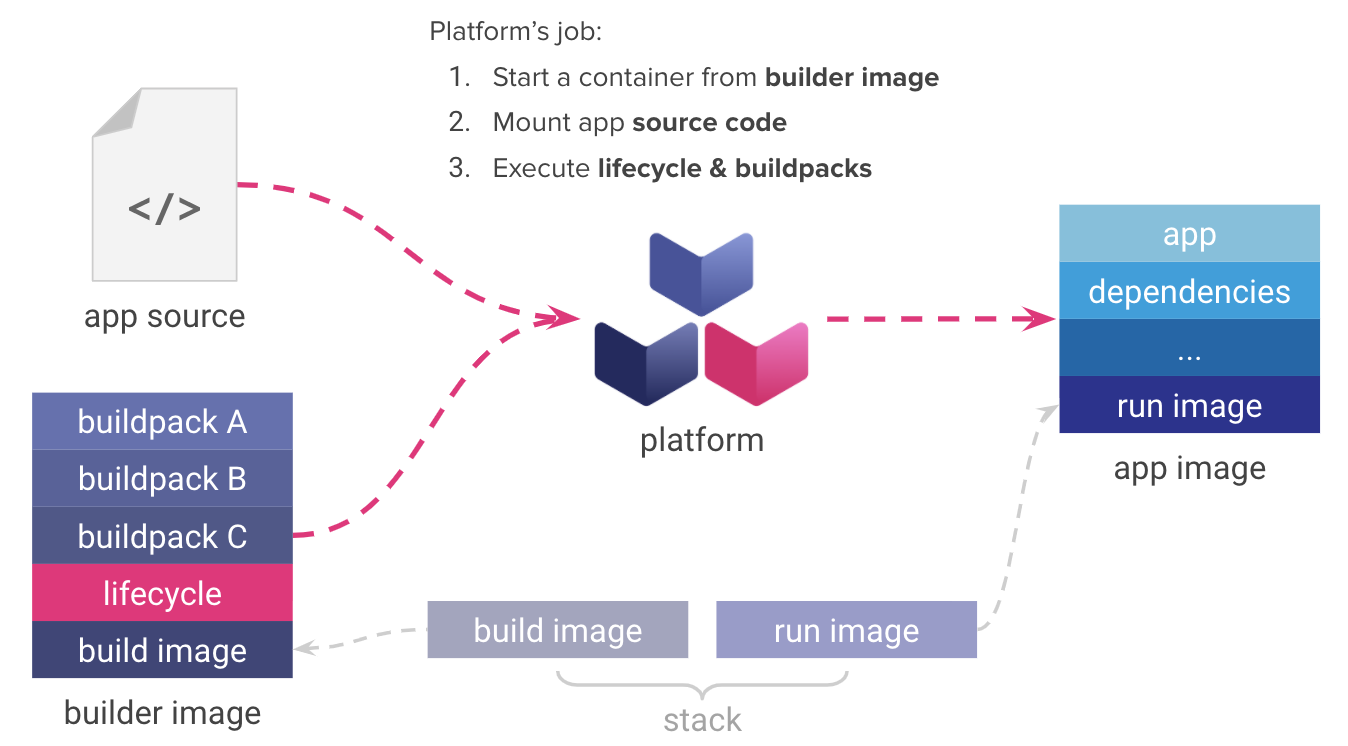 Platform’s job:
1. Start a container from builder image
2. Mount app source code
3. Execute lifecycle & buildpacks
</>
app source
buildpack A
buildpack B
buildpack C
lifecycle
build image
builder image
platform
build image
run image
stack
app
dependencies
...
run image
app image